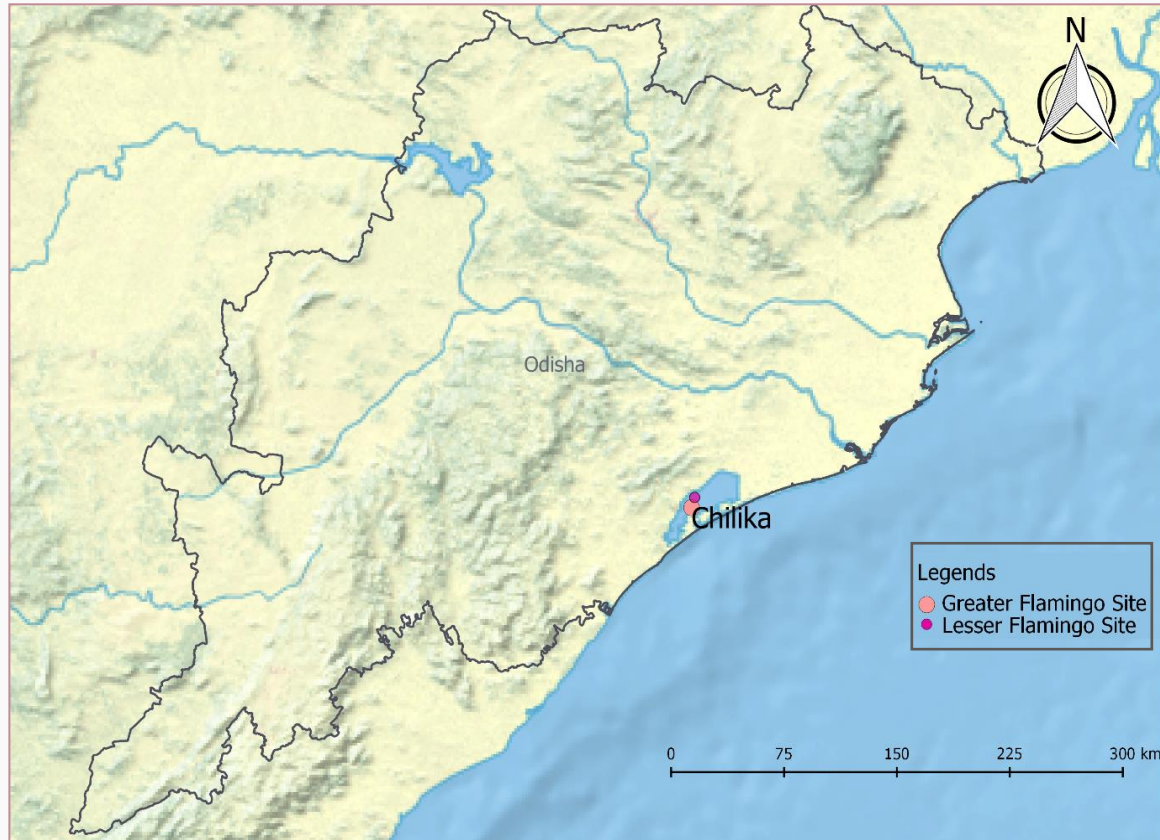 N
Odisha
Chilika
Legends
Greater Flamingo Site
Lesser Flamingo Site
0 75 150 225 300 km